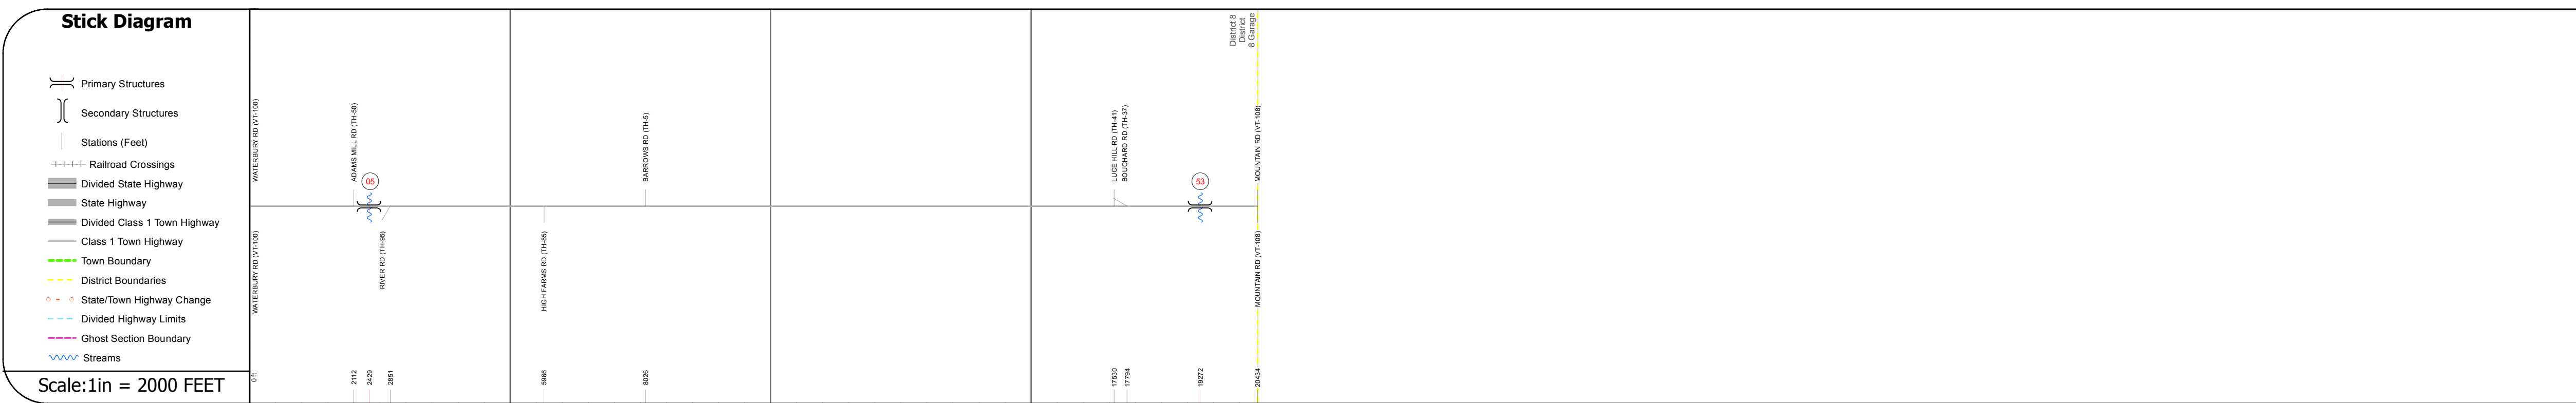 Stick Diagram
Primary Structures
Secondary Structures
Stations (Feet)
Railroad Crossings
Divided State Highway
State Highway
Divided Class 1 Town Highway
Class 1 Town Highway
Town Boundary
District Boundaries
State/Town Highway Change
Divided Highway Limits
Ghost Section Boundary
Streams
Scale:1in = 2000 FEET
District 8
District
8 Garage
WATERBURY RD (VT-100)
ADAMS MILL RD (TH-50)
BARROWS RD (TH-5)
LUCE HILL RD (TH-41)
BOUCHARD RD (TH-37)
MOUNTAIN RD (VT-108)
05
53
WATERBURY RD (VT-100)
RIVER RD (TH-95)
HIGH FARMS RD (TH-85)
MOUNTAIN RD (VT-108)
0 ft
2112
2429
2851
5966
8026
17530
17794
19272
20434